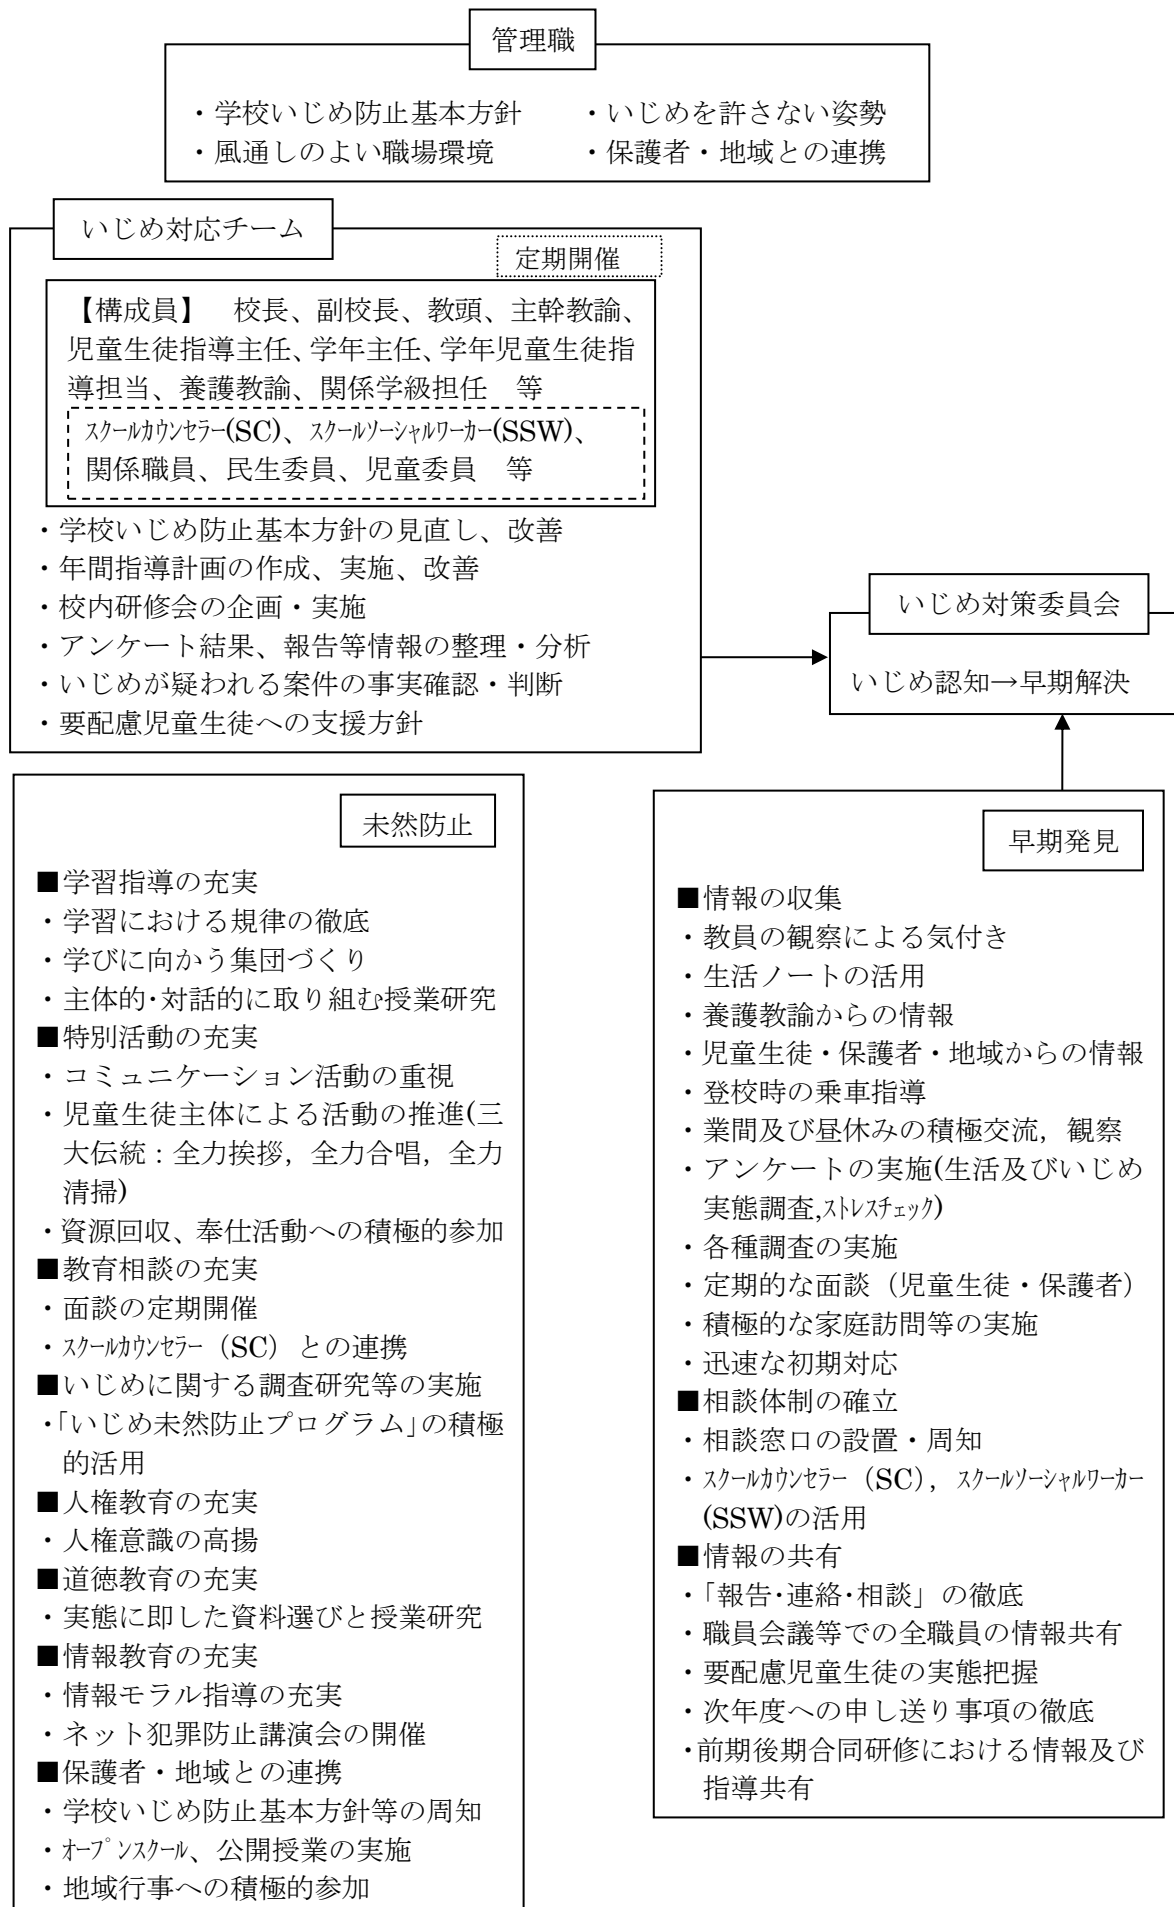 管理職
・学校いじめ防止基本方針　　・いじめを許さない姿勢
・風通しのよい職場環境　　・保護者・地域との連携
いじめ対応チーム
定期開催
【構成員】　校長、副校長、教頭、主幹教諭、
児童生徒指導主任、学年主任、学年児童生徒指
導担当、養護教諭、関係学級担任　等
スクールカウンセラー(SC)、スクールソーシャルワーカー(SSW)、
関係職員、民生委員、児童委員　等
・学校いじめ防止基本方針の見直し、改善
・年間指導計画の作成、実施、改善
・校内研修会の企画・実施
・アンケート結果、報告等情報の整理・分析
・いじめが疑われる案件の事実確認・判断
・要配慮児童生徒への支援方針
いじめ対策委員会
いじめ認知→早期解決
未然防止
■学習指導の充実
・学習における規律の徹底
・学びに向かう集団づくり
・主体的･対話的に取り組む授業研究
■特別活動の充実
・コミュニケーション活動の重視
・児童生徒主体による活動の推進(三
大伝統：全力挨拶，全力合唱，全力
清掃)
・資源回収、奉仕活動への積極的参加
■教育相談の充実
・面談の定期開催
・スクールカウンセラー（SC）との連携
■いじめに関する調査研究等の実施
・「いじめ未然防止プログラム」の積極
的活用
■人権教育の充実
・人権意識の高揚
■道徳教育の充実
・実態に即した資料選びと授業研究
■情報教育の充実
・情報モラル指導の充実
・ネット犯罪防止講演会の開催
■保護者・地域との連携
・学校いじめ防止基本方針等の周知
・オープンスクール、公開授業の実施
・地域行事への積極的参加
早期発見
■情報の収集
・教員の観察による気付き
・生活ノートの活用
・養護教諭からの情報
・児童生徒・保護者・地域からの情報
・登校時の乗車指導
・業間及び昼休みの積極交流，観察
・アンケートの実施(生活及びいじめ
実態調査,ストレスチェック)
・各種調査の実施
・定期的な面談（児童生徒・保護者）
・積極的な家庭訪問等の実施
・迅速な初期対応
■相談体制の確立
・相談窓口の設置・周知
・スクールカウンセラー（SC），スクールソーシャルワーカー
(SSW)の活用
■情報の共有
・「報告･連絡･相談」の徹底
・職員会議等での全職員の情報共有
・要配慮児童生徒の実態把握
・次年度への申し送り事項の徹底
・前期後期合同研修における情報及び
指導共有